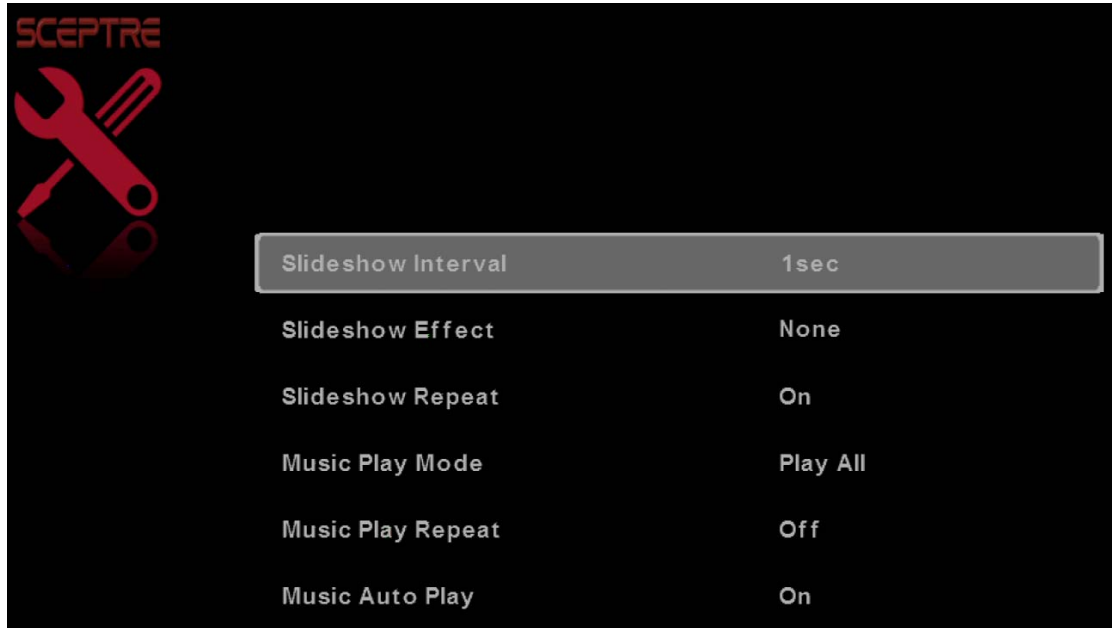 SCEPTRE
Slideshow Interval 1sec
Slideshow Effect None
Slideshow Repeat On
Music Play Mode Play All
Music Play Repeat Off
Music Auto Play On